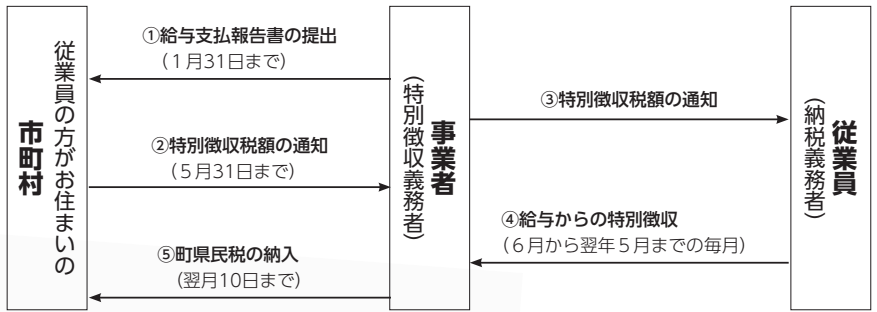 従業員の方がお住まいの
市町村
①給与支払報告書の提出
（１月31日まで）
②特別徴収税額の通知
（５月31日まで）
⑤町県民税の納入
（翌月10日まで）
事業者
（特別徴収義務者）
③特別徴収税額の通知
④給与からの特別徴収
（６月から翌年５月までの毎月）
従業員
（納税義務者）